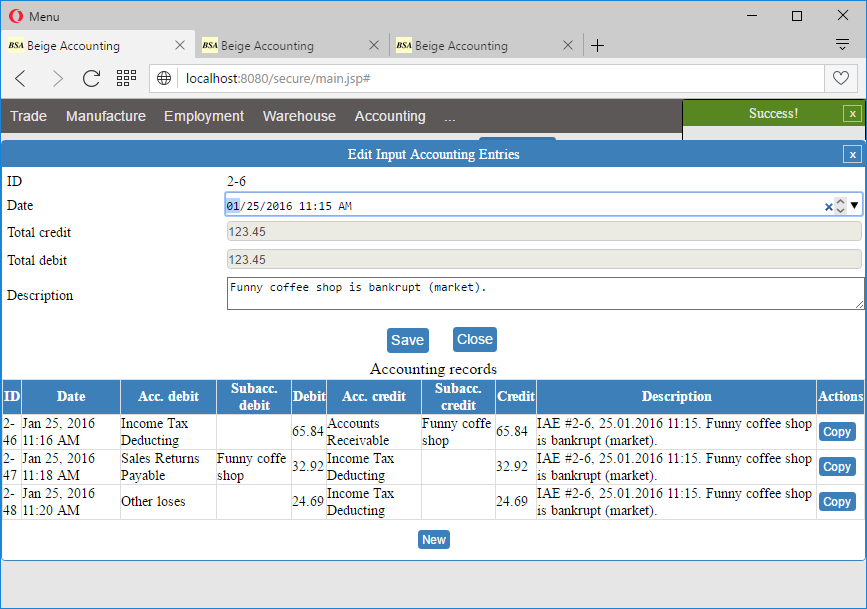 Menu
BSA Beige Accounting
BSA Beige Accounting
BSA Beige Accounting
localhost:8080/secure/main.jsp#
Trade Manufacture Employment Warehouse Accounting ...
Success! x
Edit Input Accounting Entries x
ID 2-6
Date 01/25/2016 11:15 AM
Total credit 123.45
Total debit 123.45
Description Funny coffee shop is bankrupt (market).
Save Close
Accounting records
ID Date Acc. debit Subacc. debit Debit Acc. credit Subacc. credit Credit Description Actions
2-46 Jan 25, 2016 11:16 AM Income Tax Deducting 65.84 Accounts Receivable Funny coffe shop 65.84 IAE #2-6, 25.01.2016 11:15. Funny coffee shop is bankrupt (market). Copy
2-47 Jan 25, 2016 11:18 AM Sales Returns Payable Funny coffe shop 32.92 Income Tax Deducting 32.92 IAE #2-6, 25.01.2016 11:15. Funny coffee shop is bankrupt (market). Copy
2-48 Jan 25, 2016 11:20 AM Other loses 24.69 Income Tax Deducting 24.69 IAE #2-6, 25.01.2016 11:15. Funny coffee shop is bankrupt (market). Copy
New